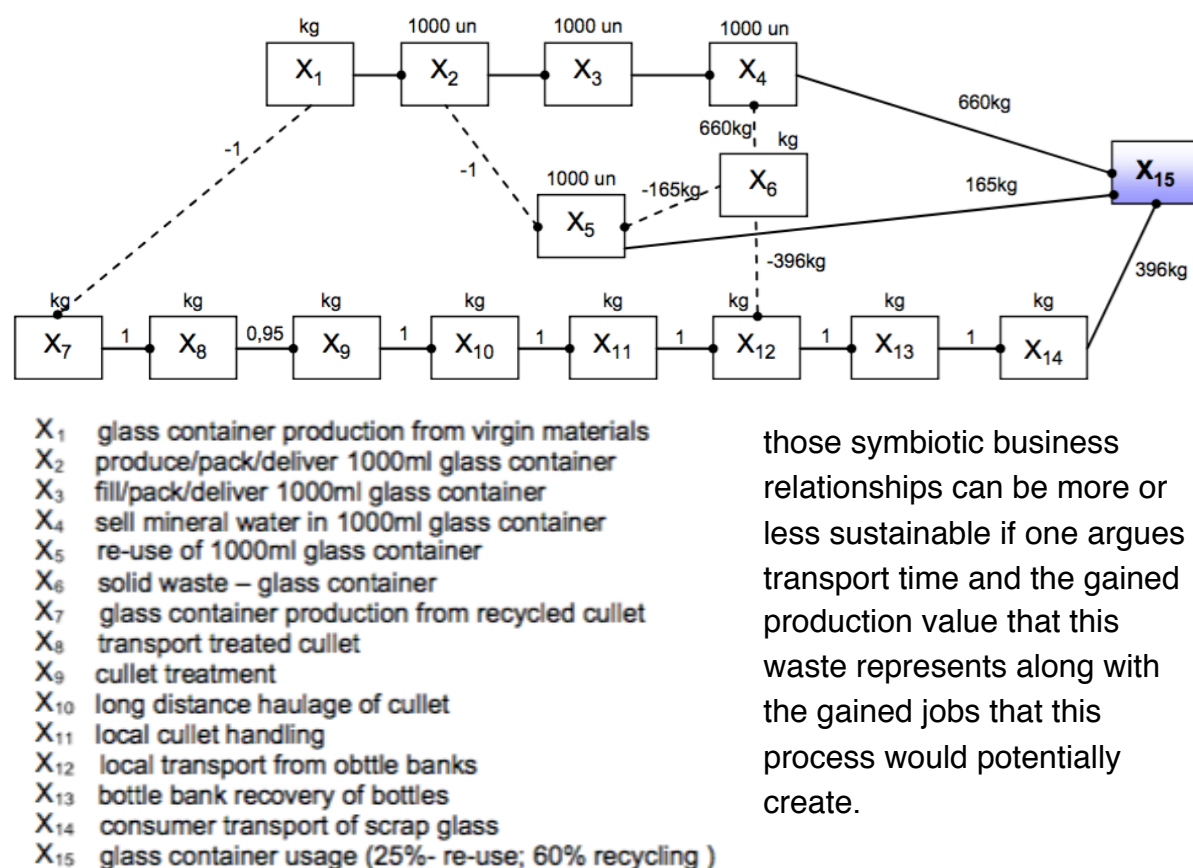 kg
1000 un
1000 un
1000 un
X1
X2
X3
X4
660kg
660kg
kg
-1
-1
1000 un
X15
X6
165kg
-165kg
X5
-396kg
396kg
kg
kg
kg
kg
kg
kg
kg
kg
X7
1
X8
0,95
X9
1
X10
1
X11
1
X12
1
X13
1
X14
X1 glass container production from virgin materials
X2 produce/pack/deliver 1000ml glass container
X3 fill/pack/deliver 1000ml glass container
X4 sell mineral water in 1000ml glass container
X5 re-use of 1000ml glass container
X6 solid waste – glass container
X7 glass container production from recycled cullet
X8 transport treated cullet
X9 cullet treatment
X10 long distance haulage of cullet
X11 local cullet handling
X12 local transport from obttle banks
X13 bottle bank recovery of bottles
X14 consumer transport of scrap glass
X15 glass container usage (25%- re-use; 60% recycling )
those symbiotic business
relationships can be more or
less sustainable if one argues
transport time and the gained
production value that this
waste represents along with
the gained jobs that this
process would potentially
create.